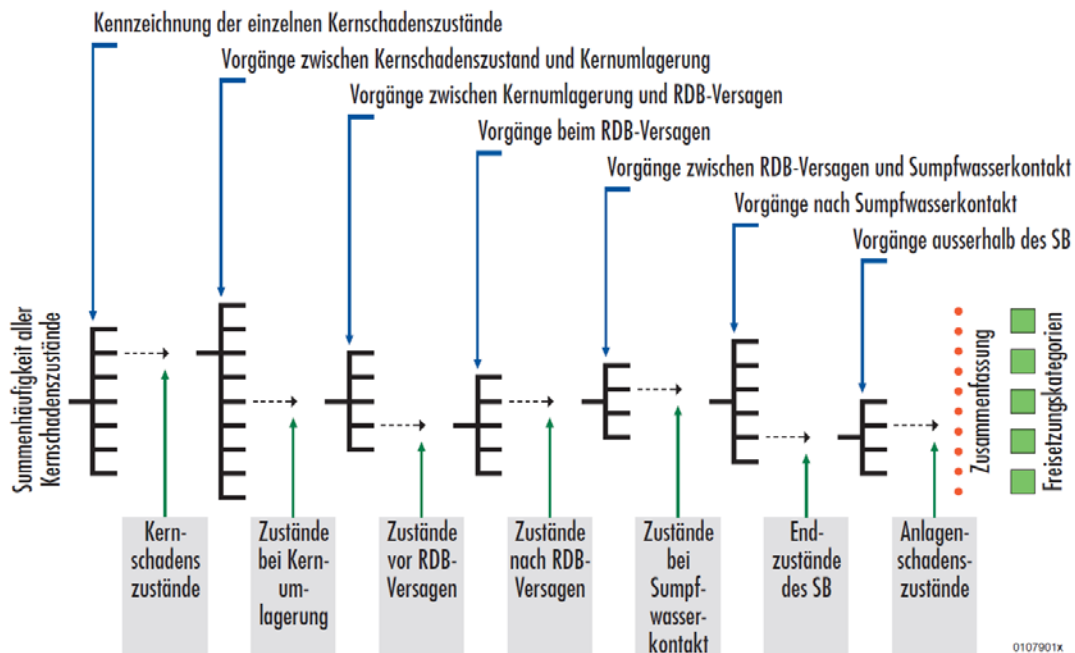 Kennzeichnung der einzelnen Kernschadenszustände
Vorgänge zwischen Kernschadenszustand und Kernumlagerung
Vorgänge zwischen Kernumlagerung und RDB-Versagen
Vorgänge beim RDB-Versagen
Vorgänge zwischen RDB-Versagen und Sumpfwasserkontakt
Vorgänge nach Sumpfwasserkontakt
Vorgänge ausserhalb des SB
Summenhäufigkeit aller
Kernschadenszustände
Zusammenfassung
Freisetzungskategorien
Kern-
schadens
zustände
Zustände
bei Kern-
um-
lagerung
Zustände
vor RDB-
Versagen
Zustände
nach RDB-
Versagen
Zustände
bei
Sumpf-
wasser-
kontakt
End-
zustände
des SB
Anlagen-
schadens-
zustände
0107901x